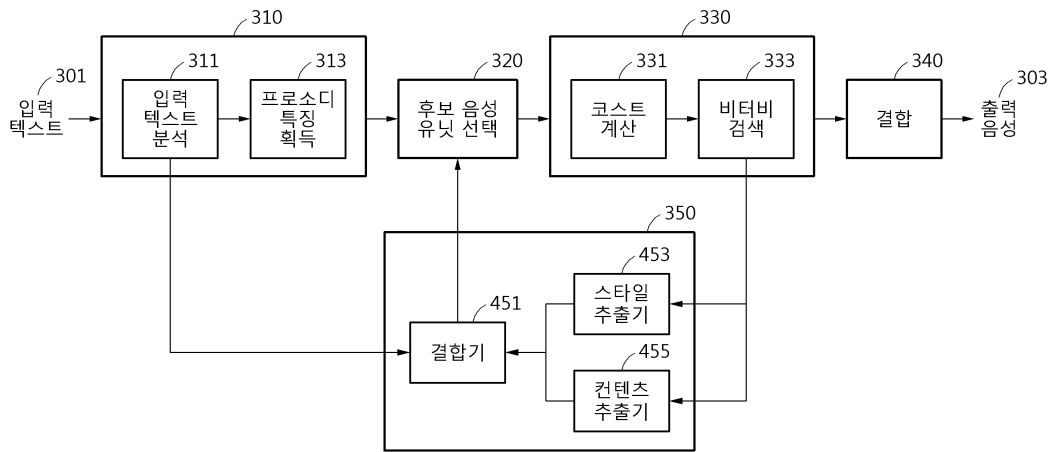 310
330
301
311
313
320
331
333
340
303
입력
텍스트
입력
텍스트
분석
프로소디
특징
획득
후보 음성
유닛 선택
코스트
계산
비터비
검색
결합
출력
음성
350
453
스타일
추출기
451
결합기
455
컨텐츠
추출기